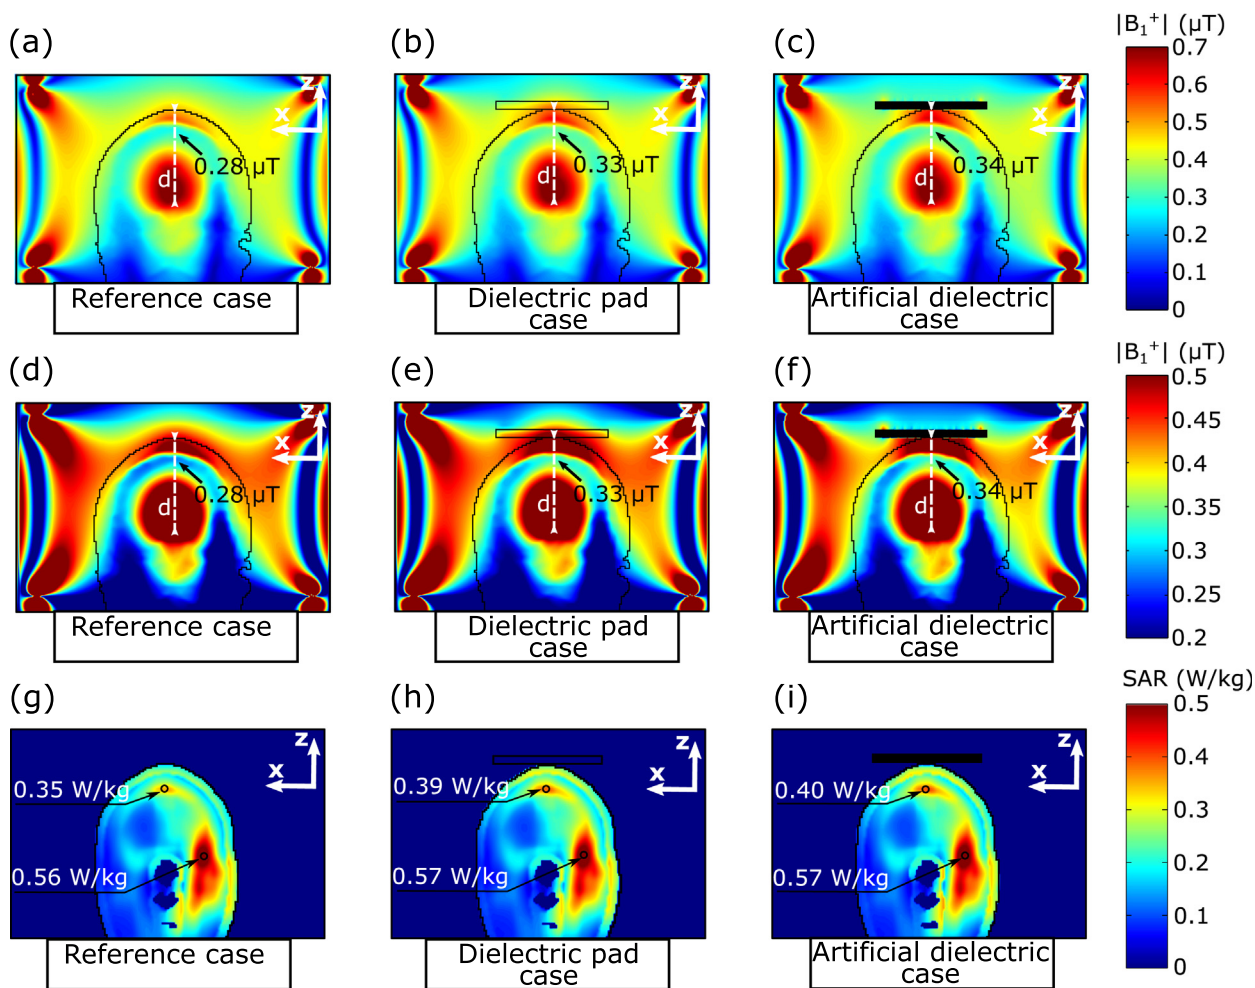 (a)
(b)
(c)
|B₁⁺| (µT)
z
x
d
0.28 µT
Reference case
z
x
d
0.33 µT
Dielectric pad
case
z
x
d
0.34 µT
Artificial dielectric
case
0.7
0.6
0.5
0.4
0.3
0.2
0.1
0
(d)
(e)
(f)
|B₁⁺| (µT)
z
x
d
0.28 µT
Reference case
z
x
d
0.33 µT
Dielectric pad
case
z
x
d
0.34 µT
Artificial dielectric
case
0.5
0.45
0.4
0.35
0.3
0.25
0.2
(g)
(h)
(i)
SAR (W/kg)
z
x
0.35 W/kg
0.56 W/kg
Reference case
z
x
0.39 W/kg
0.57 W/kg
Dielectric pad
case
z
x
0.40 W/kg
0.57 W/kg
Artificial dielectric
case
0.5
0.4
0.3
0.2
0.1
0